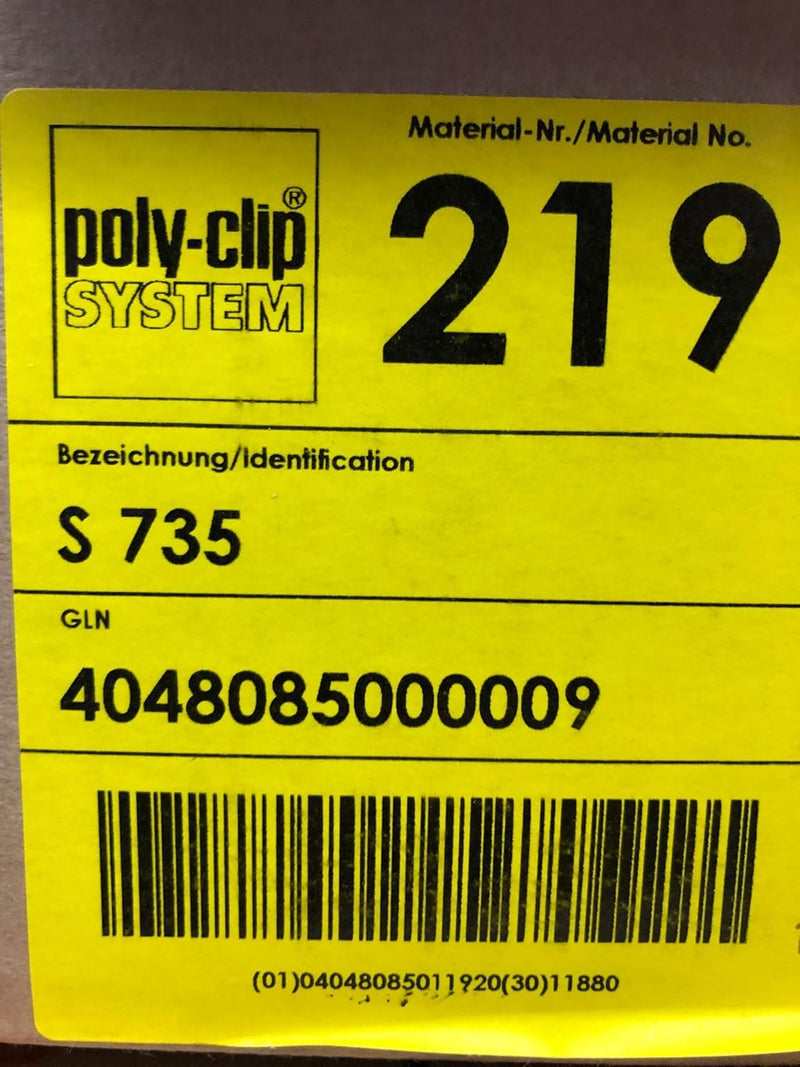 poly-clip®
SYSTEM
Material-Nr./Material No.
219
Bezeichnung/Identification
S 735
GLN
4048085000009
(01)04048085011920(30)11880